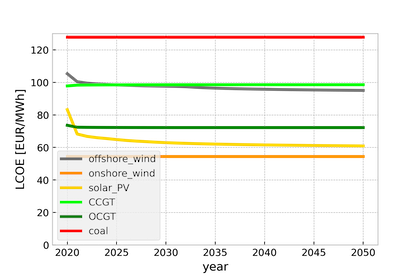 LCOE [EUR/MWh]
120
100
80
60
40
20
0
offshore_wind
onshore_wind
solar_PV
CCGT
OCGT
coal
2020 2025 2030 2035 2040 2045 2050
year